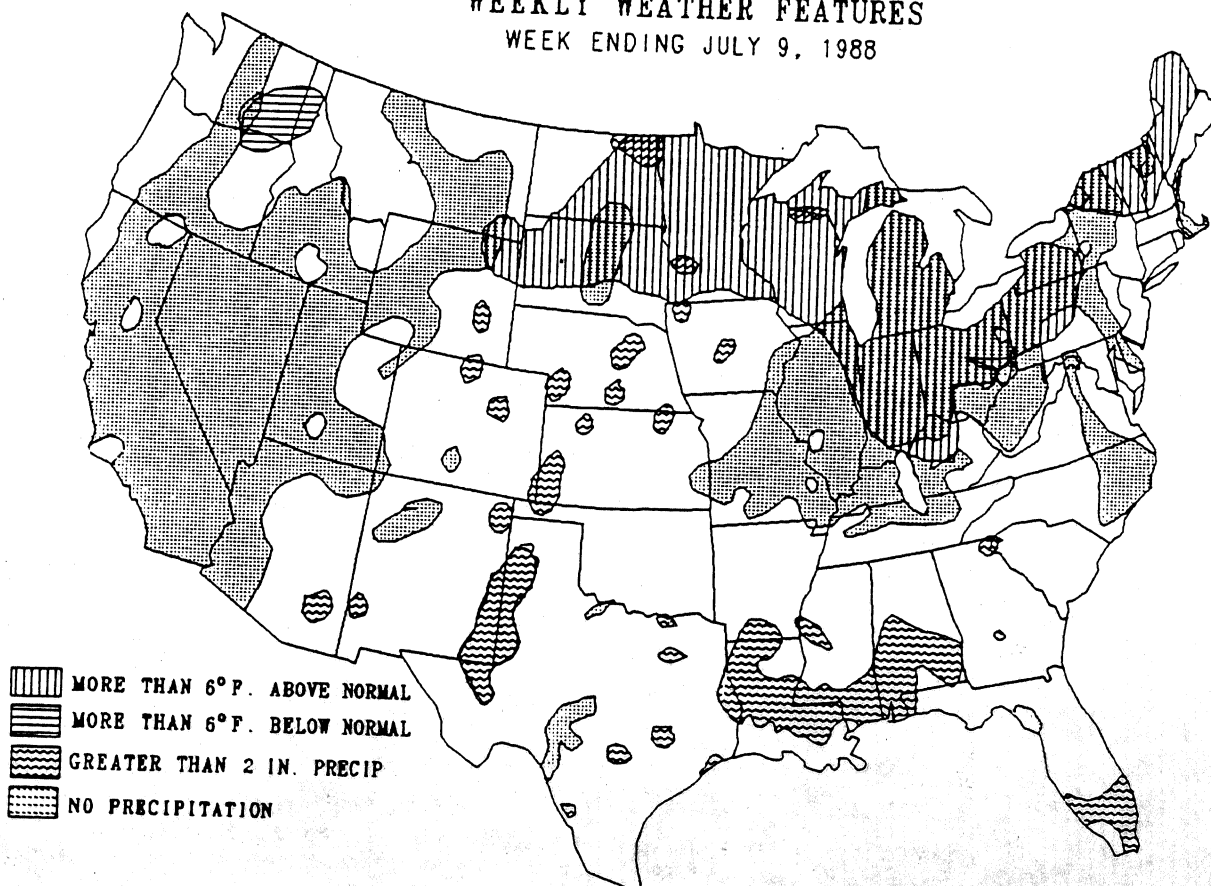 WEEKLY WEATHER FEATURES
WEEK ENDING JULY 9, 1988
MORE THAN 6°F. ABOVE NORMAL
MORE THAN 6°F. BELOW NORMAL
GREATER THAN 2 IN. PRECIP
NO PRECIPITATION